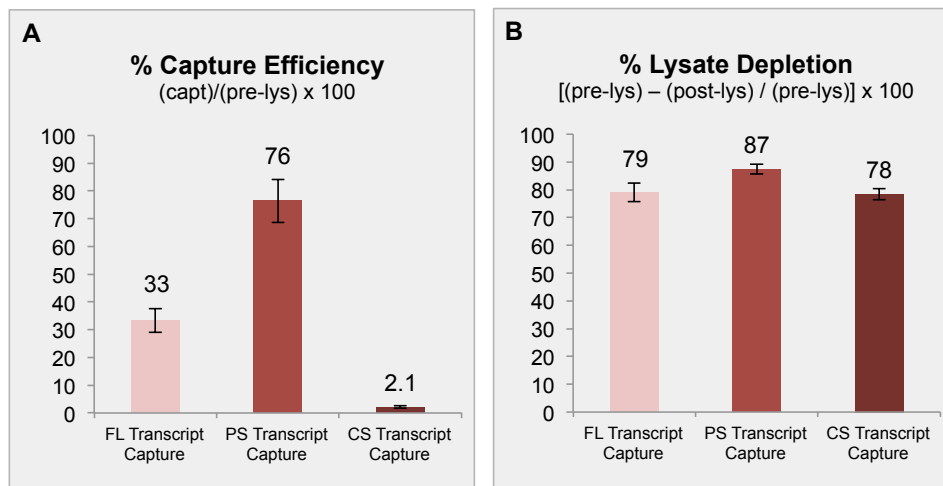 A
% Capture Efficiency
(capt)/(pre-lys) x 100
100
90
80
70
60
50
40
30
20
10
0
33
76
2.1
FL Transcript
Capture
PS Transcript
Capture
CS Transcript
Capture
B
% Lysate Depletion
[(pre-lys) – (post-lys) / (pre-lys)] x 100
100
90
80
70
60
50
40
30
20
10
0
79
87
78
FL Transcript
Capture
PS Transcript
Capture
CS Transcript
Capture